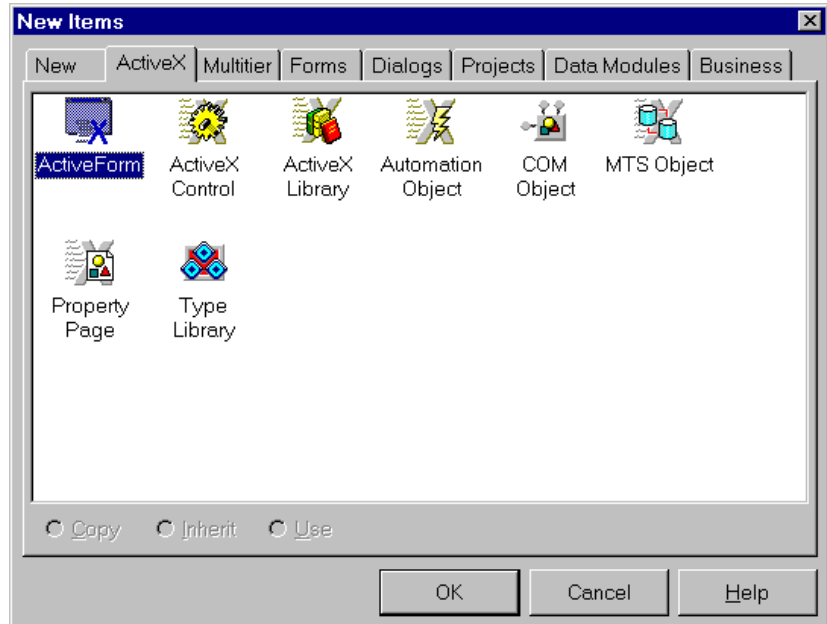 New Items
New ActiveX Multitier Forms Dialogs Projects Data Modules Business
ActiveForm ActiveX Control ActiveX Library Automation Object COM Object MTS Object
Property Page Type Library
Copy Inherit Use
OK Cancel Help